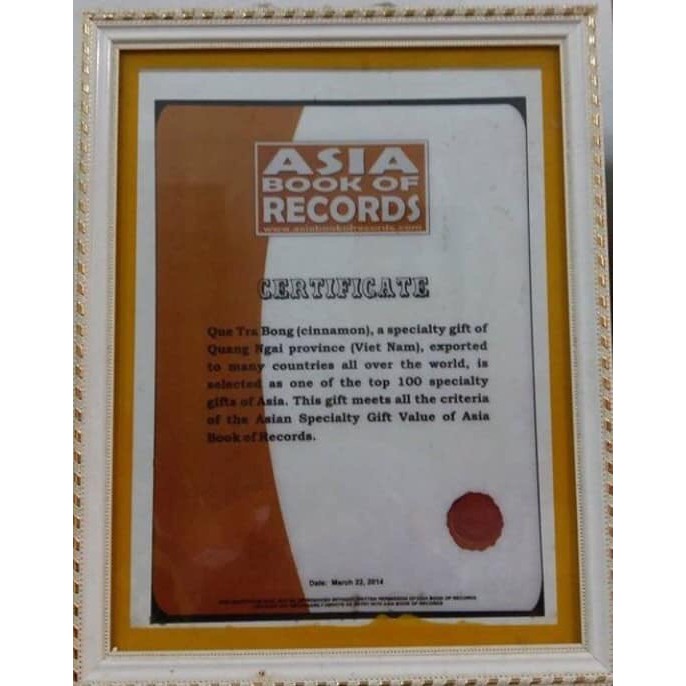 ASIA
BOOK OF
RECORDS
www.asiabookofrecords.com
CERTIFICATE
Que Tra Bong (cinnamon), a specialty gift of
Quang Ngai province (Viet Nam), exported
to many countries all over the world, is
selected as one of the top 100 specialty
gifts of Asia. This gift meets all the criteria
of the Asian Specialty Gift Value of Asia
Book of Records.
Date: March 22, 2014